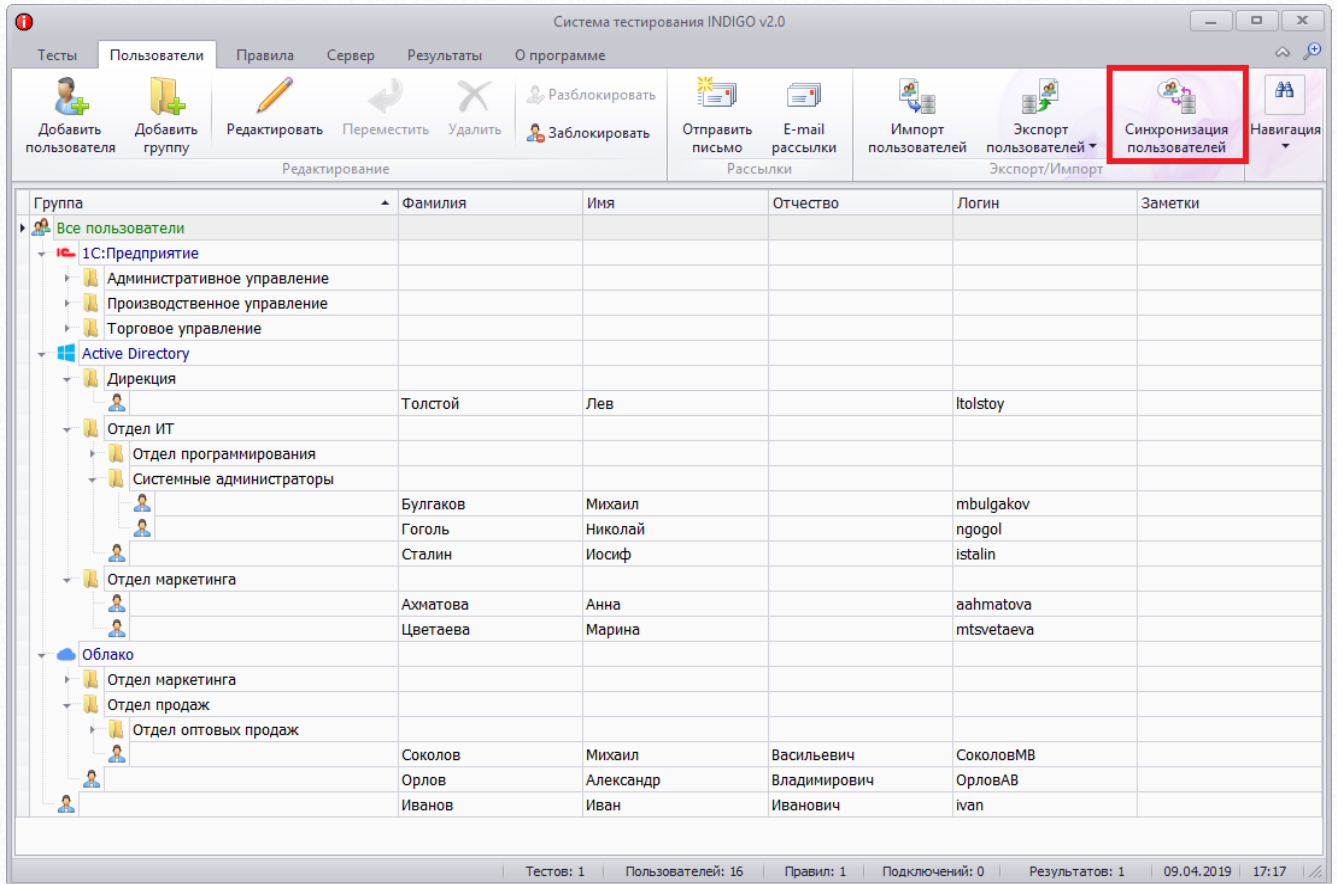 Система тестирования INDIGO v2.0
Тесты Пользователи Правила Сервер Результаты О программе
Добавить пользователя
Добавить группу
Редактировать
Переместить
Удалить
Разблокировать
Заблокировать
Отправить письмо
E-mail рассылки
Импорт пользователей
Экспорт пользователей
Синхронизация пользователей
Навигация
Редактирование Рассылки Экспорт/Импорт
Группа Фамилия Имя Отчество Логин Заметки
Все пользователи
1С:Предприятие
Административное управление
Производственное управление
Торговое управление
Active Directory
Дирекция
Толстой Лев ltolstoy
Отдел ИТ
Отдел программирования
Системные администраторы
Булгаков Михаил mbulgakov
Гоголь Николай ngogol
Сталин Иосиф istalin
Отдел маркетинга
Ахматова Анна aahmatova
Цветаева Марина mtsvetaeva
Облако
Отдел маркетинга
Отдел продаж
Отдел оптовых продаж
Соколов Михаил Васильевич СоколовМВ
Орлов Александр Владимирович ОрловАВ
Иванов Иван Иванович ivan
Тестов: 1 Пользователей: 16 Правил: 1 Подключений: 0 Результатов: 1 09.04.2019 17:17